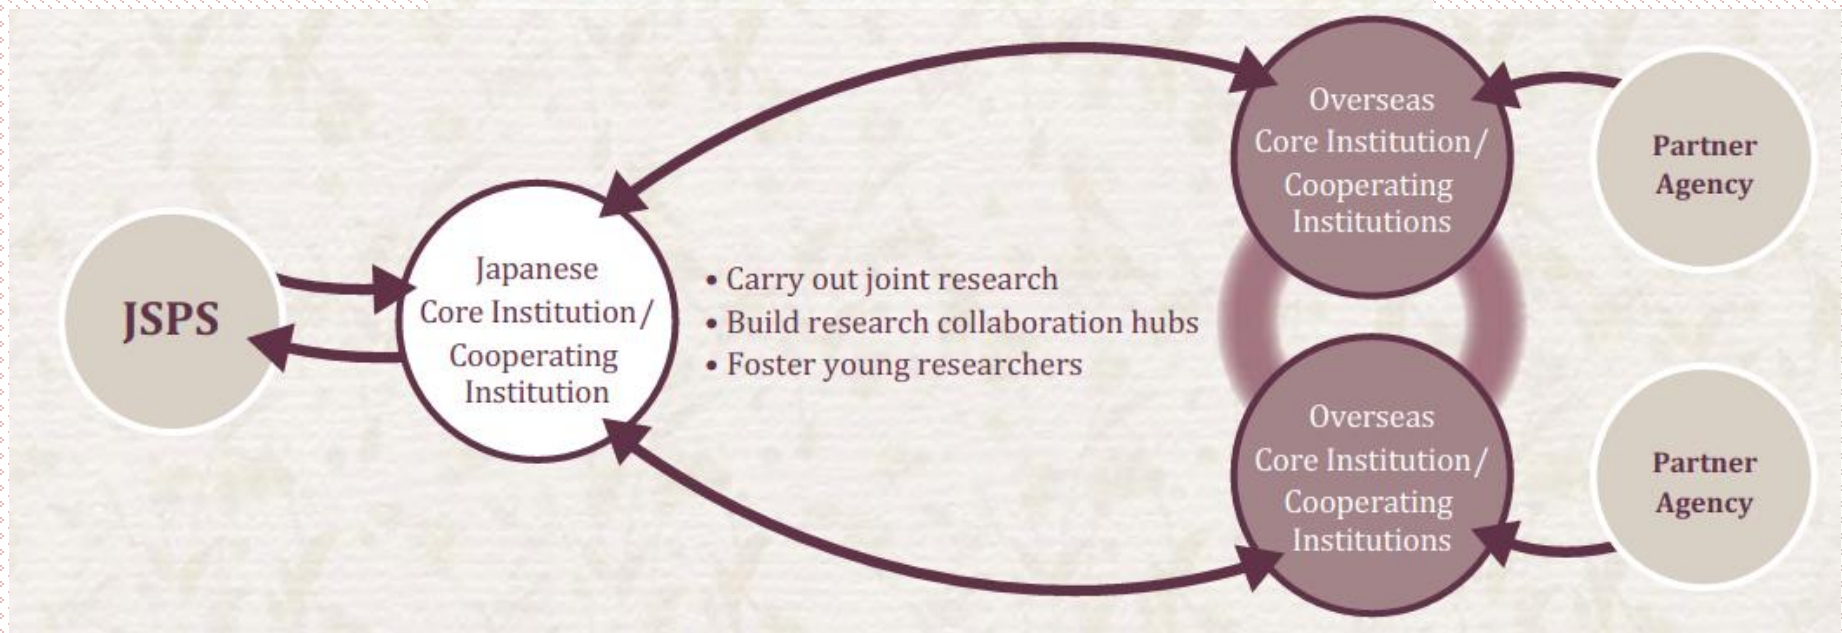 JSPS
Japanese
Core Institution/
Cooperating
Institution
• Carry out joint research
• Build research collaboration hubs
• Foster young researchers
Overseas
Core Institution/
Cooperating
Institutions
Partner
Agency
Overseas
Core Institution/
Cooperating
Institutions
Partner
Agency